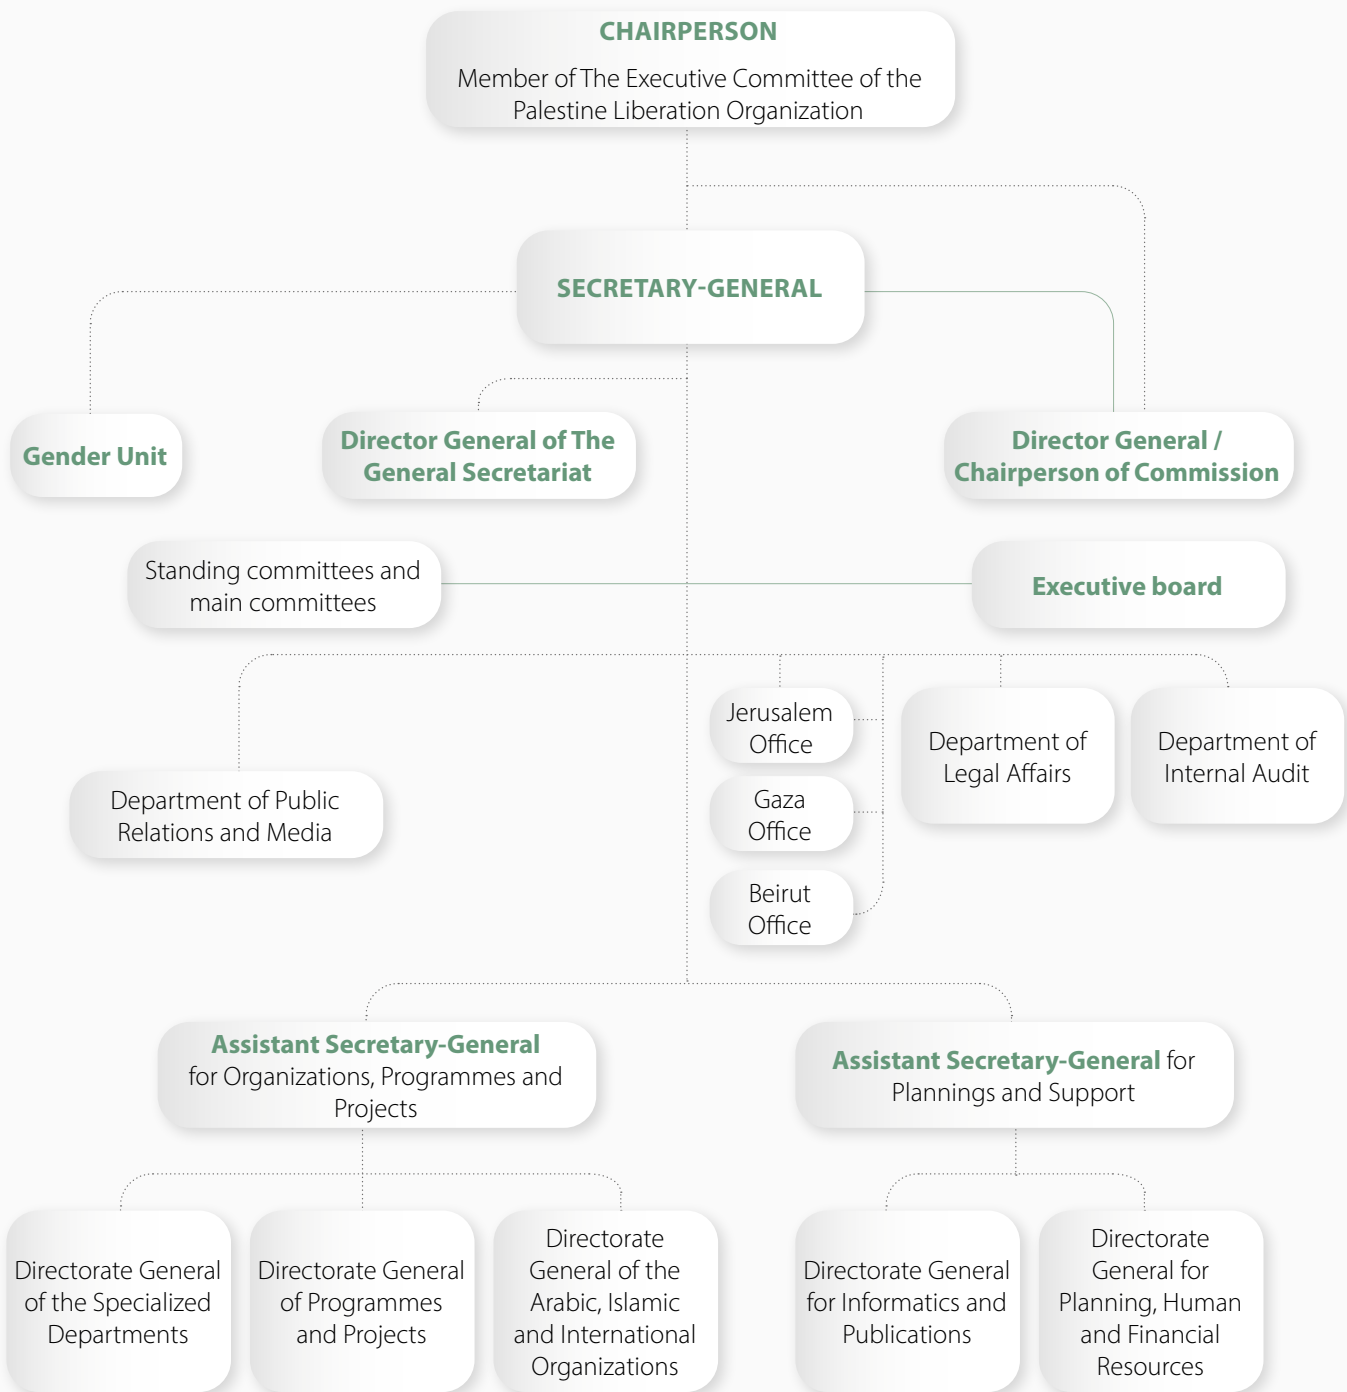 CHAIRPERSON
Member of The Executive Committee of the
Palestine Liberation Organization
SECRETARY-GENERAL
Gender Unit
Director General of The
General Secretariat
Director General /
Chairperson of Commission
Standing committees and
main committees
Executive board
Department of Public
Relations and Media
Jerusalem
Office
Gaza
Office
Beirut
Office
Department of
Legal Affairs
Department of
Internal Audit
Assistant Secretary-General
for Organizations, Programmes and
Projects
Assistant Secretary-General for
Plannings and Support
Directorate General
of the Specialized
Departments
Directorate General
of Programmes
and Projects
Directorate
General of the
Arabic, Islamic
and International
Organizations
Directorate General
for Informatics and
Publications
Directorate
General for
Planning, Human
and Financial
Resources